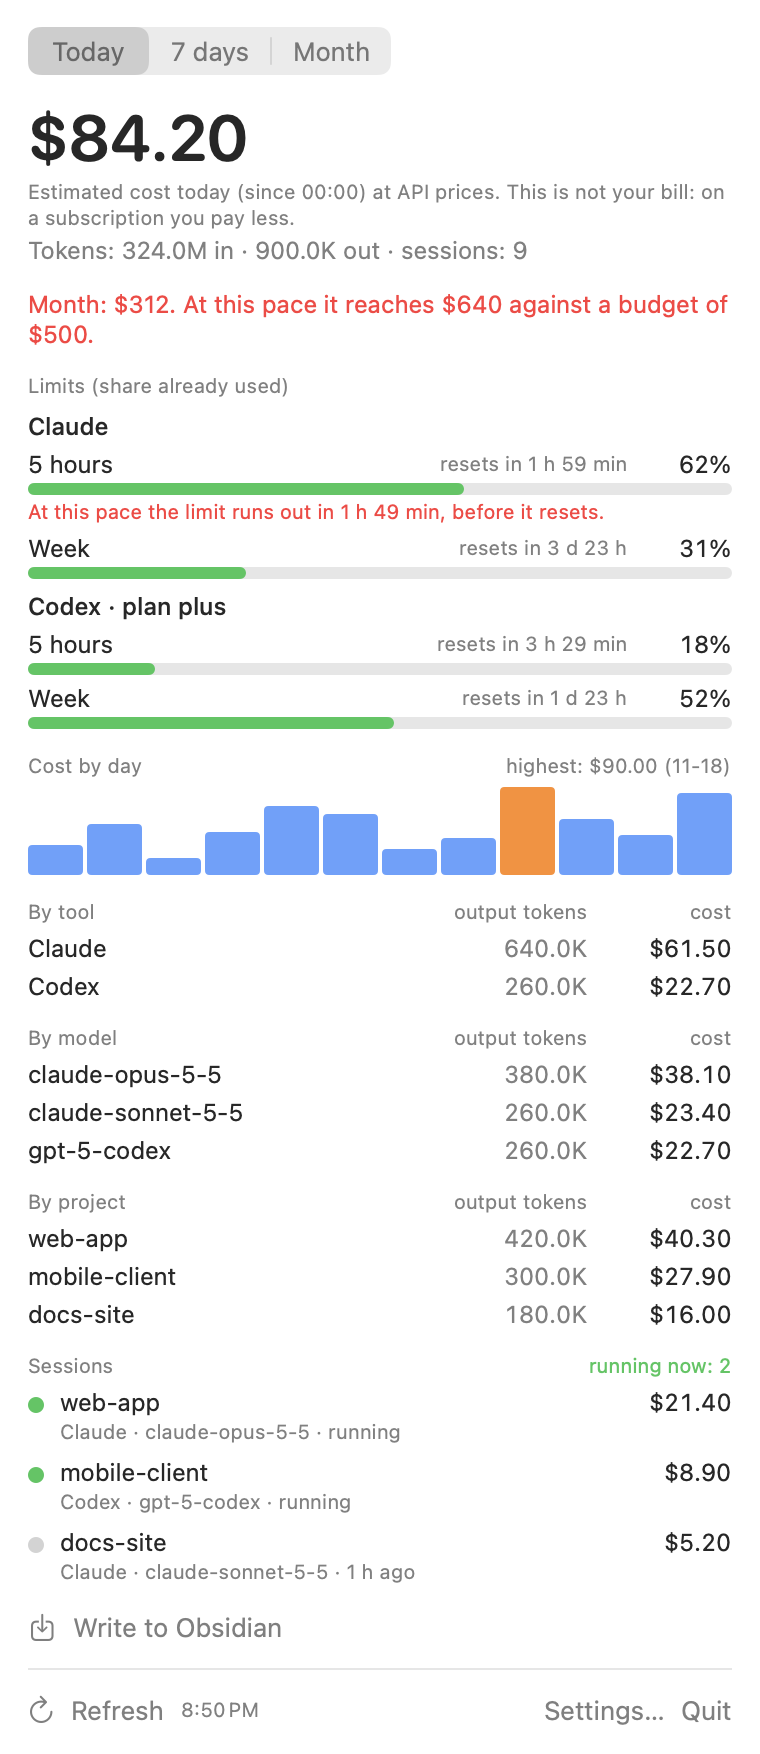 Today 7 days Month
$84.20
Estimated cost today (since 00:00) at API prices. This is not your bill: on
a subscription you pay less.
Tokens: 324.0M in · 900.0K out · sessions: 9
Month: $312. At this pace it reaches $640 against a budget of
$500.
Limits (share already used)
Claude
5 hours resets in 1 h 59 min 62%
At this pace the limit runs out in 1 h 49 min, before it resets.
Week resets in 3 d 23 h 31%
Codex · plan plus
5 hours resets in 3 h 29 min 18%
Week resets in 1 d 23 h 52%
Cost by day highest: $90.00 (11-18)
By tool output tokens cost
Claude 640.0K $61.50
Codex 260.0K $22.70
By model output tokens cost
claude-opus-5-5 380.0K $38.10
claude-sonnet-5-5 260.0K $23.40
gpt-5-codex 260.0K $22.70
By project output tokens cost
web-app 420.0K $40.30
mobile-client 300.0K $27.90
docs-site 180.0K $16.00
Sessions running now: 2
web-app $21.40
Claude · claude-opus-5-5 · running
mobile-client $8.90
Codex · gpt-5-codex · running
docs-site $5.20
Claude · claude-sonnet-5-5 · 1 h ago
Write to Obsidian
Refresh 8:50 PM Settings... Quit